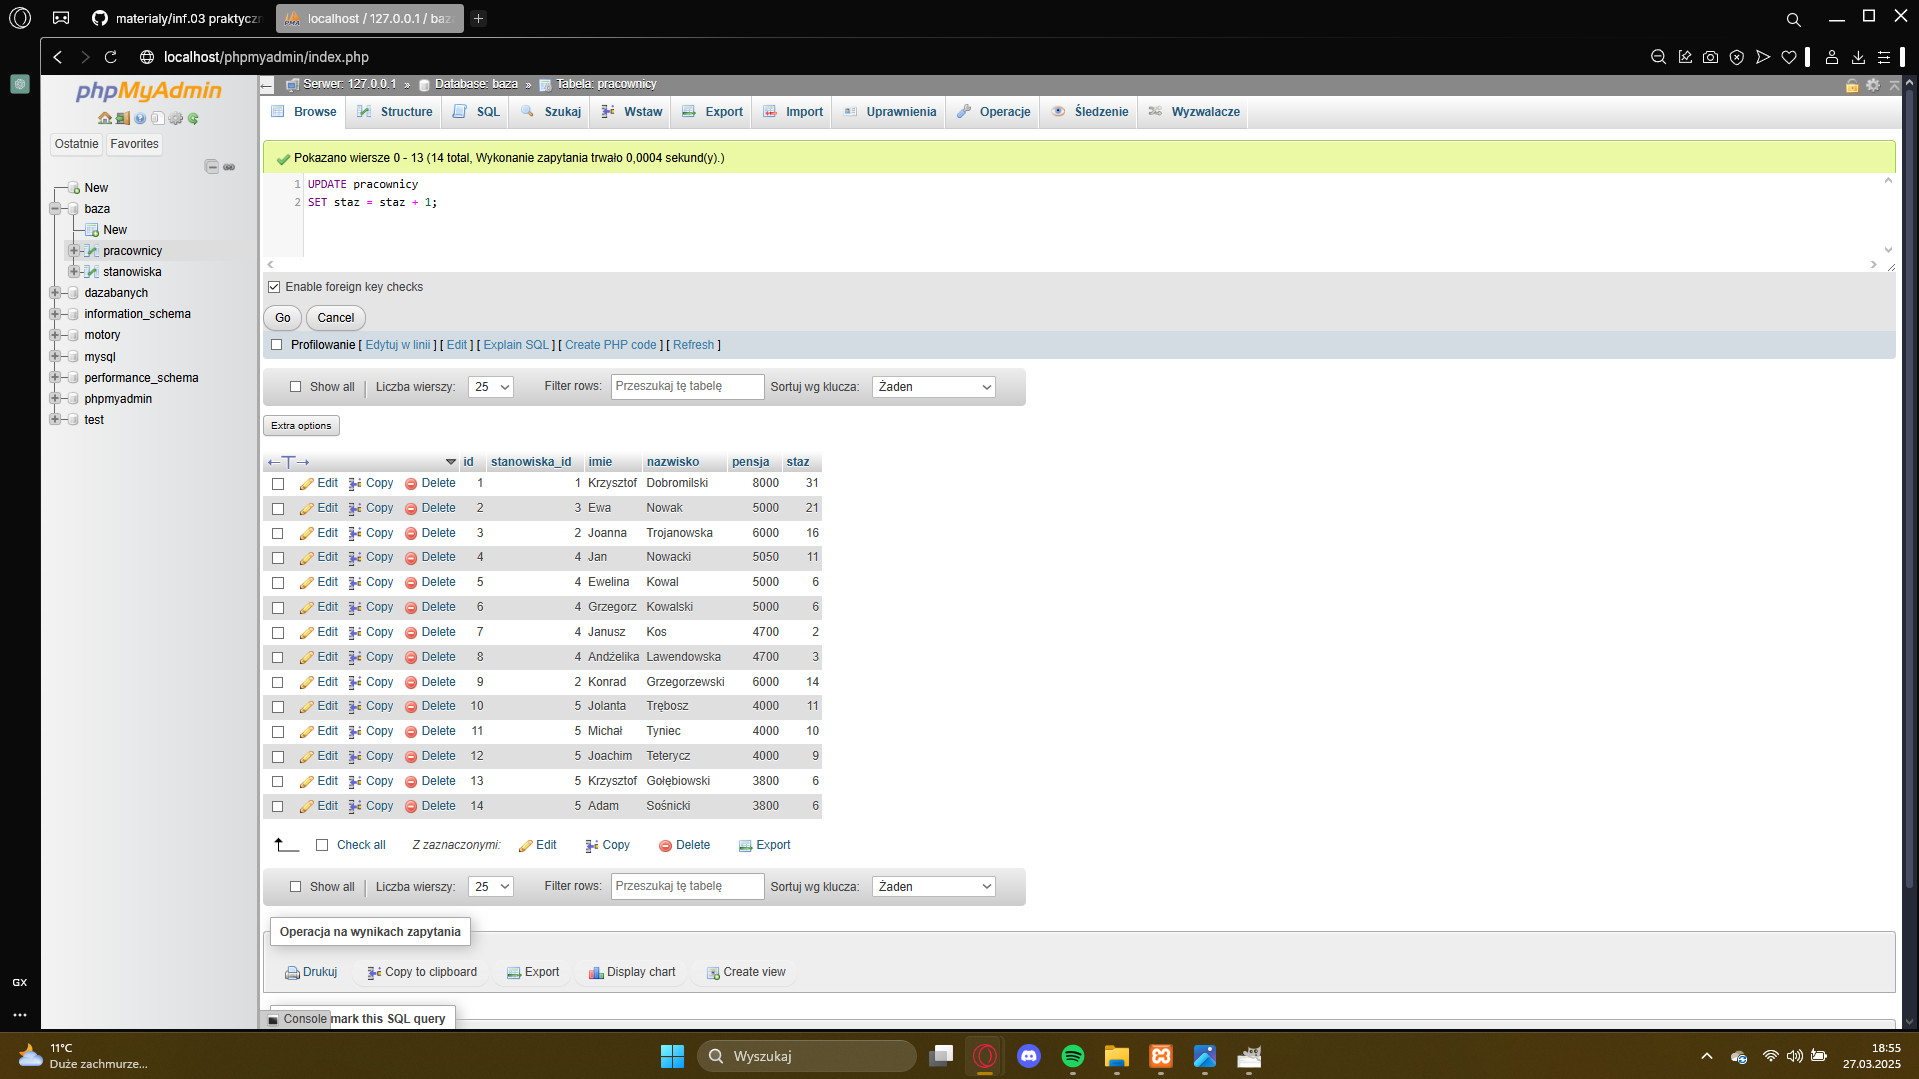 materialy/inf.03 praktyczn
localhost / 127.0.0.1 / baz
localhost/phpmyadmin/index.php
phpMyAdmin
Ostatnie Favorites
New
baza
New
pracownicy
stanowiska
dazabanych
information_schema
motory
mysql
performance_schema
phpmyadmin
test
Serwer: 127.0.0.1 » Database: baza » Tabela: pracownicy
Browse Structure SQL Szukaj Wstaw Export Import Uprawnienia Operacje Śledzenie Wyzwalacze
Pokazano wiersze 0 - 13 (14 total, Wykonanie zapytania trwało 0,0004 sekund(y).)
1 UPDATE pracownicy
2 SET staz = staz + 1;
Enable foreign key checks
Go Cancel
Profilowanie [ Edytuj w linii ] [ Edit ] [ Explain SQL ] [ Create PHP code ] [ Refresh ]
Show all | Liczba wierszy: 25 Filter rows: Przeszukaj tę tabelę Sortuj wg klucza: Żaden
Extra options
←T→ id stanowiska_id imie nazwisko pensja staz
Edit Copy Delete 1 1 Krzysztof Dobromilski 8000 31
Edit Copy Delete 2 3 Ewa Nowak 5000 21
Edit Copy Delete 3 2 Joanna Trojanowska 6000 16
Edit Copy Delete 4 4 Jan Nowacki 5050 11
Edit Copy Delete 5 4 Ewelina Kowal 5000 6
Edit Copy Delete 6 4 Grzegorz Kowalski 5000 6
Edit Copy Delete 7 4 Janusz Kos 4700 2
Edit Copy Delete 8 4 Andżelika Lawendowska 4700 3
Edit Copy Delete 9 2 Konrad Grzegorzewski 6000 14
Edit Copy Delete 10 5 Jolanta Trębosz 4000 11
Edit Copy Delete 11 5 Michał Tyniec 4000 10
Edit Copy Delete 12 5 Joachim Teterycz 4000 9
Edit Copy Delete 13 5 Krzysztof Gołębiowski 3800 6
Edit Copy Delete 14 5 Adam Sośnicki 3800 6
Check all Z zaznaczonymi: Edit Copy Delete Export
Show all | Liczba wierszy: 25 Filter rows: Przeszukaj tę tabelę Sortuj wg klucza: Żaden
Operacja na wynikach zapytania
Drukuj Copy to clipboard Export Display chart Create view
Console mark this SQL query
GX
11°C
Duże zachmurze...
Wyszukaj
18:55
27.03.2025